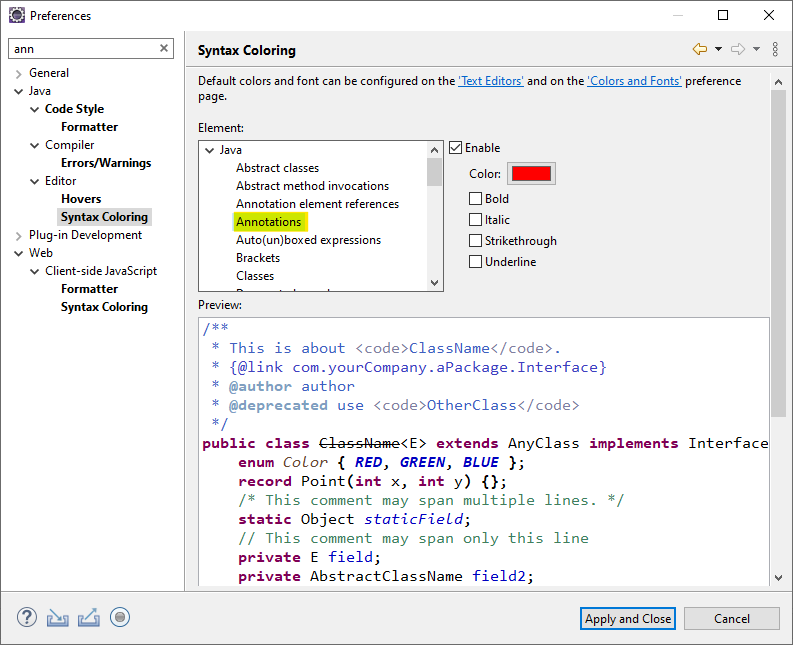 Preferences
ann
General
Java
Code Style
Formatter
Compiler
Errors/Warnings
Editor
Hovers
Syntax Coloring
Plug-in Development
Web
Client-side JavaScript
Formatter
Syntax Coloring
Syntax Coloring
Default colors and font can be configured on the 'Text Editors' and on the 'Colors and Fonts' preference
page.
Element:
Java
Abstract classes
Abstract method invocations
Annotation element references
Annotations
Auto(un)boxed expressions
Brackets
Classes
Enable
Color:
Bold
Italic
Strikethrough
Underline
Preview:
/**
* This is about <code>ClassName</code>.
* {@link com.yourCompany.aPackage.Interface}
* @author author
* @deprecated use <code>OtherClass</code>
*/
public class ClassName<E> extends AnyClass implements Interface
enum Color { RED, GREEN, BLUE };
record Point(int x, int y) {};
/* This comment may span multiple lines. */
static Object staticField;
// This comment may span only this line
private E field;
private AbstractClassName field2;
?
Apply and Close
Cancel